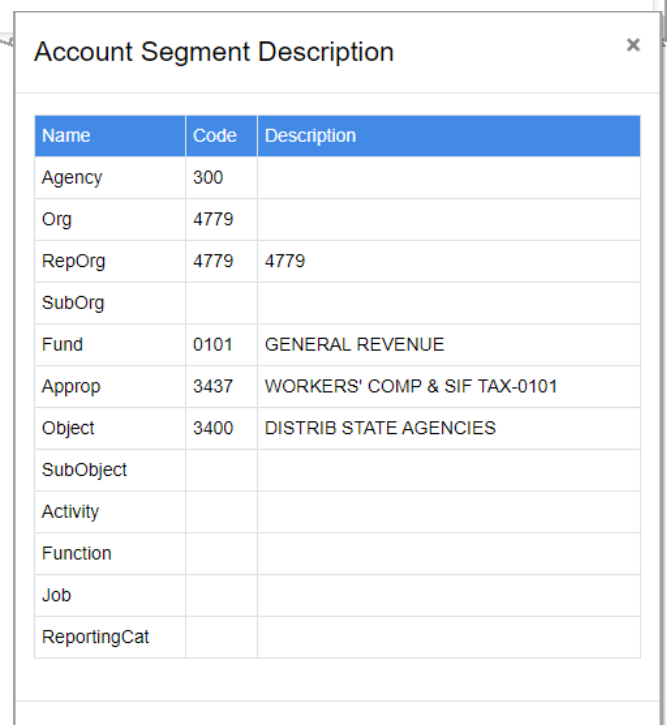 Account Segment Description ×
Name Code Description
Agency 300
Org 4779
RepOrg 4779 4779
SubOrg
Fund 0101 GENERAL REVENUE
Approp 3437 WORKERS' COMP & SIF TAX-0101
Object 3400 DISTRIB STATE AGENCIES
SubObject
Activity
Function
Job
ReportingCat